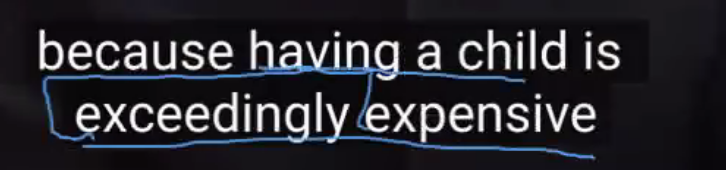 because having a child is
exceedingly expensive